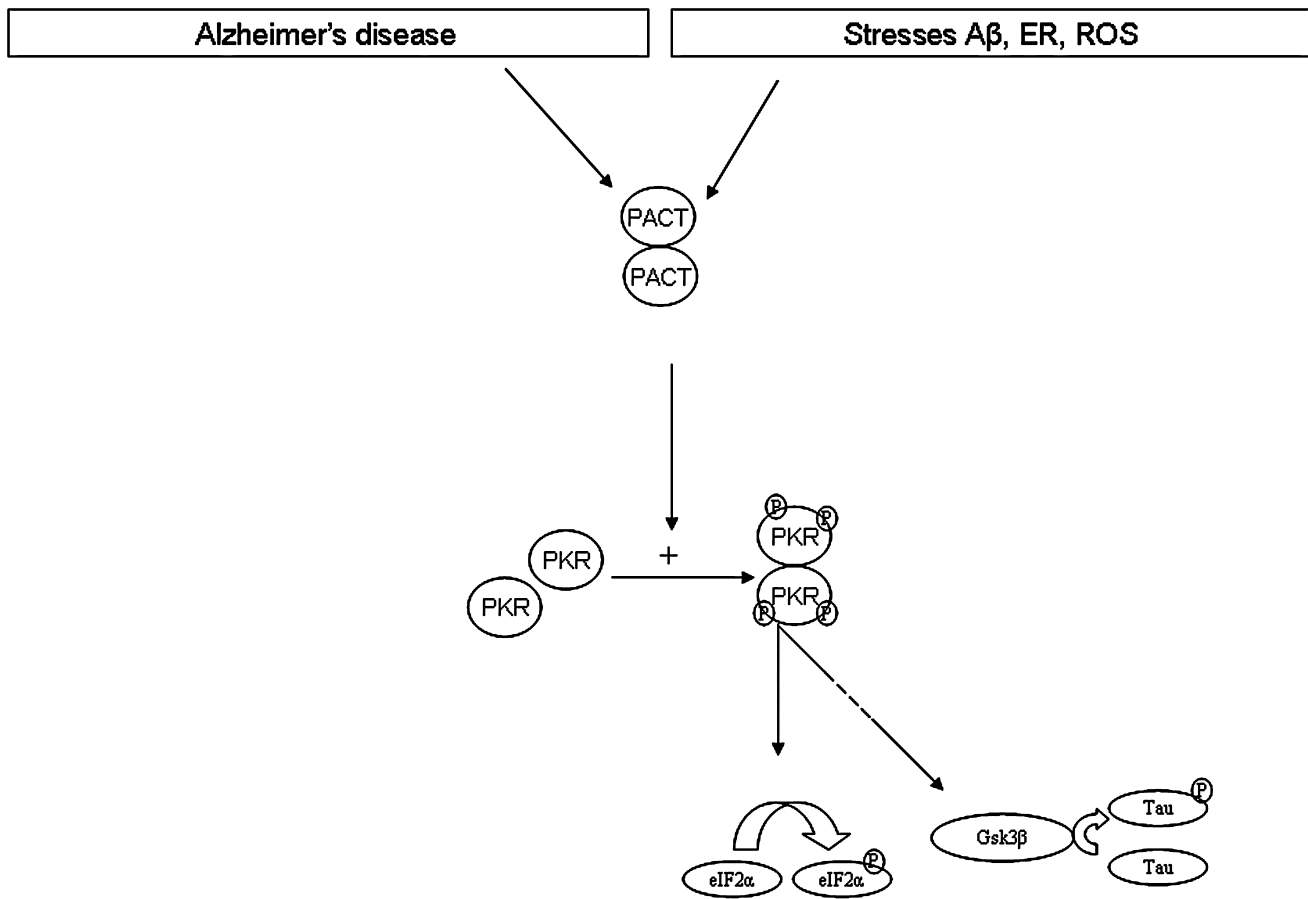 Alzheimer's disease
Stresses Aβ, ER, ROS
PACT
PACT
+
P
P
PKR
PKR
PKR
PKR
P
P
P
Tau
Gsk3β
P
eIF2α
eIF2α
Tau